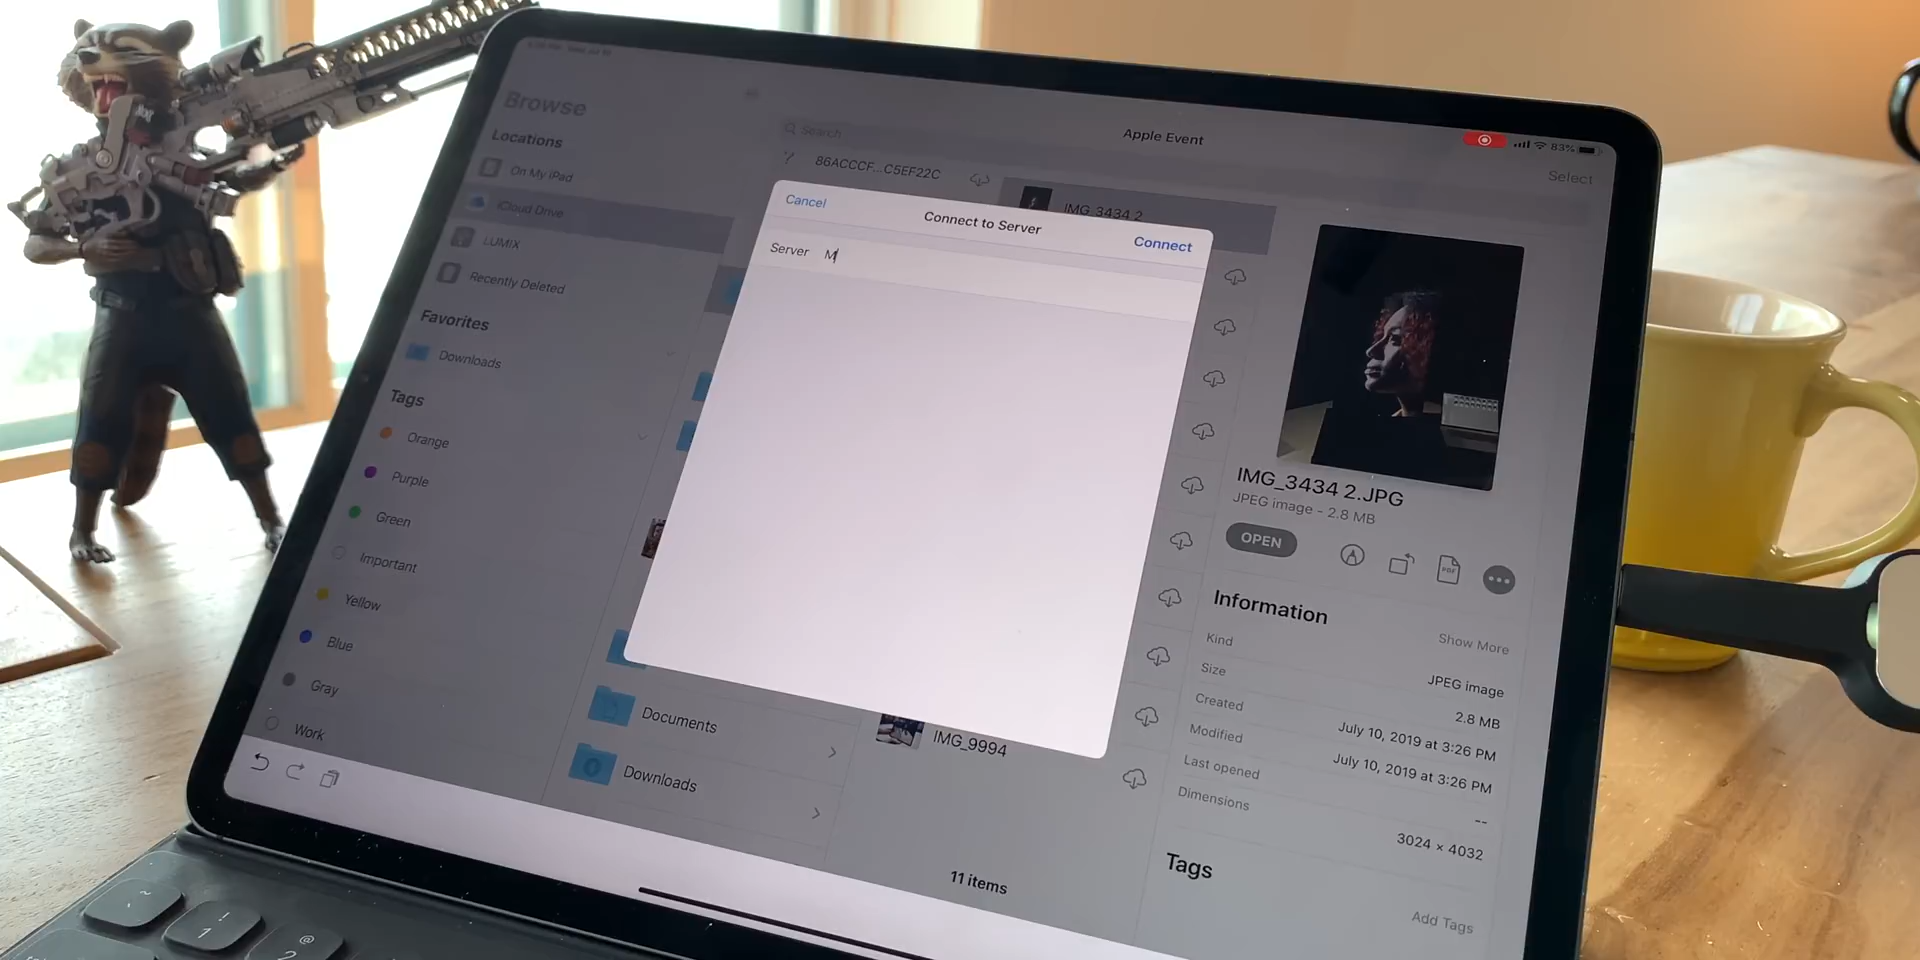 Browse
Locations
On My iPad
iCloud Drive
LUMIX
Recently Deleted
Favorites
Downloads
Tags
Orange
Purple
Green
Important
Yellow
Blue
Gray
Work
Search
Apple Event
83%
Select
86ACCCF...C5EF22C
IMG_3434 2
Cancel
Connect to Server
Connect
Server M
Documents
Downloads
IMG_9994
11 items
IMG_3434 2.JPG
JPEG image - 2.8 MB
OPEN
PDF
Information
Show More
Kind
JPEG image
Size
2.8 MB
Created
July 10, 2019 at 3:26 PM
Modified
July 10, 2019 at 3:26 PM
Last opened
--
Dimensions
3024 × 4032
Tags
Add Tags
~
!
1
@
2